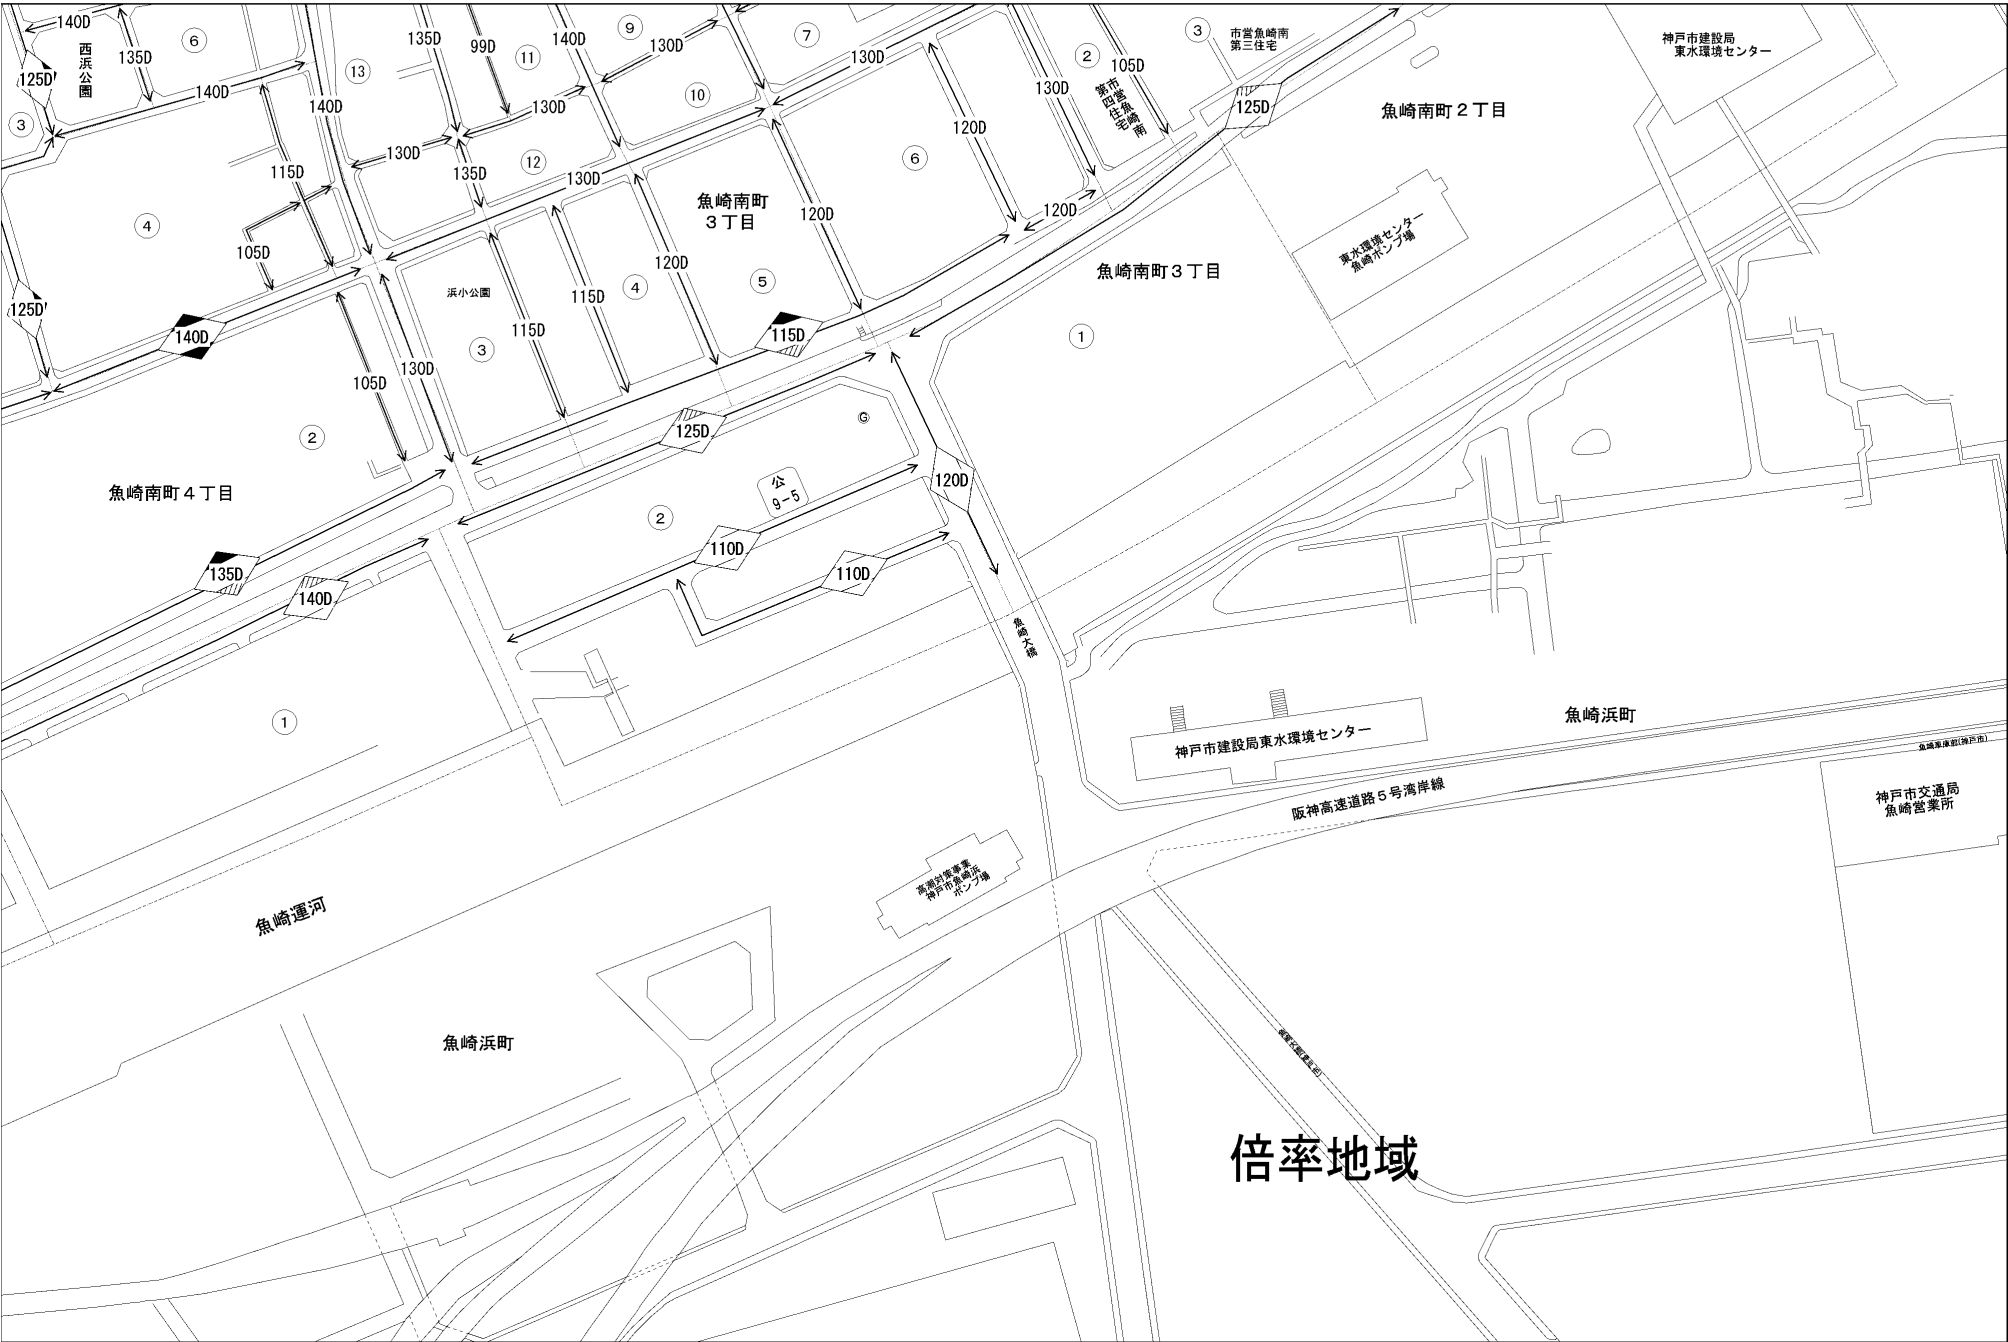 140D
西浜公園
135D
⑥
125D
③
140D
⑬
140D
135D
99D
⑪
140D
⑨
130D
⑦
130D
⑩
130D
②
105D
130D
市営魚崎南
第四住宅
③
市営魚崎南
第三住宅
125D
神戸市建設局
東水環境センター
魚崎南町2丁目
130D
135D
⑫
130D
115D
④
105D
魚崎南町
3丁目
120D
120D
⑥
120D
120D
東水環境センター
魚崎ポンプ場
魚崎南町3丁目
①
125D
140D
105D
130D
浜小公園
③
115D
115D
④
120D
⑤
115D
125D
G
②
魚崎南町4丁目
公
9-5
②
120D
110D
110D
135D
140D
魚崎大橋
①
神戸市建設局東水環境センター
魚崎浜町
魚崎車庫前(神戸市)
阪神高速道路5号湾岸線
神戸市交通局
魚崎営業所
高潮対策事業
神戸市魚崎浜
ポンプ場
魚崎運河
魚崎浜町
倍率地域